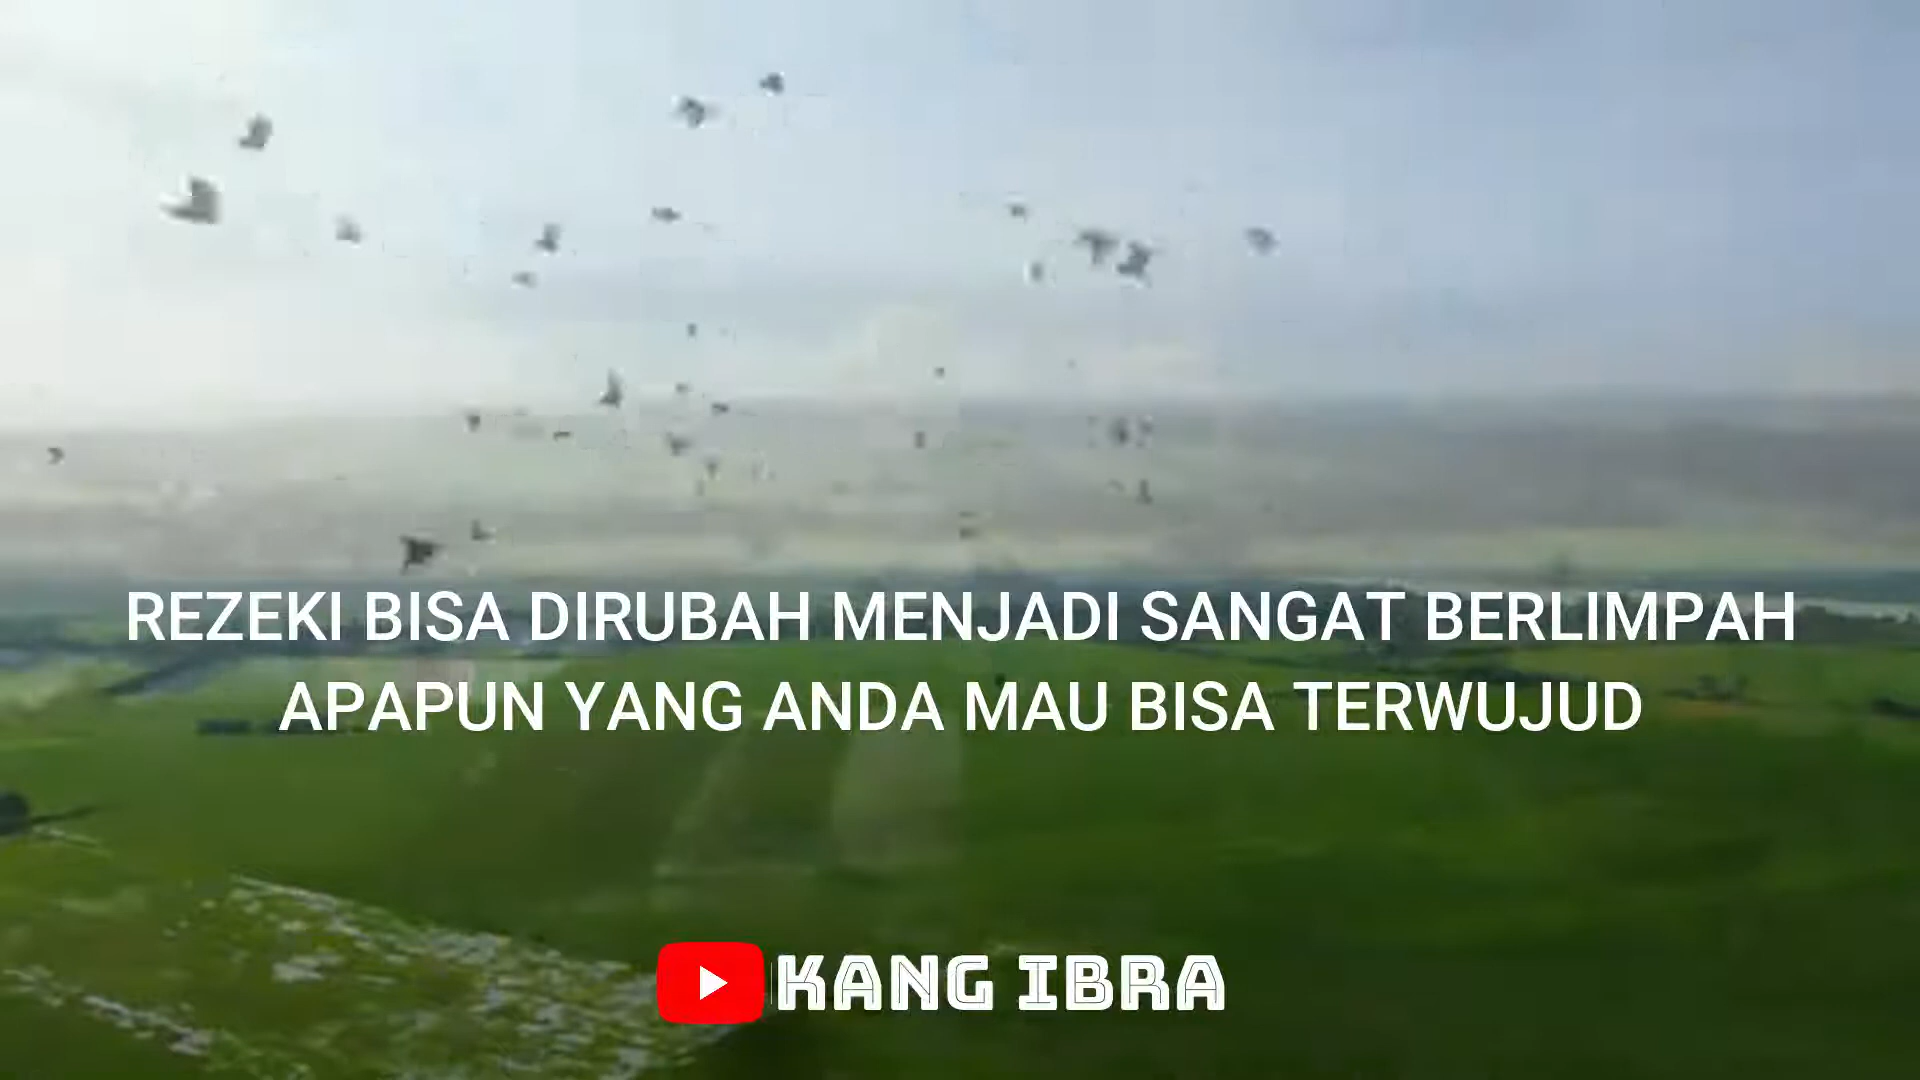 REZEKI BISA DIRUBAH MENJADI SANGAT BERLIMPAH
APAPUN YANG ANDA MAU BISA TERWUJUD
KANG IBRA